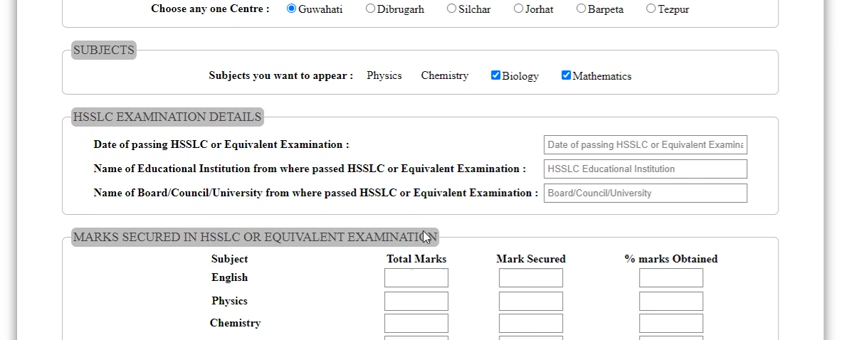 Choose any one Centre : Guwahati Dibrugarh Silchar Jorhat Barpeta Tezpur
SUBJECTS
Subjects you want to appear : Physics Chemistry Biology Mathematics
HSSLC EXAMINATION DETAILS
Date of passing HSSLC or Equivalent Examination : Date of passing HSSLC or Equivalent Examina
Name of Educational Institution from where passed HSSLC or Equivalent Examination : HSSLC Educational Institution
Name of Board/Council/University from where passed HSSLC or Equivalent Examination : Board/Council/University
MARKS SECURED IN HSSLC OR EQUIVALENT EXAMINATION
Subject Total Marks Mark Secured % marks Obtained
English
Physics
Chemistry